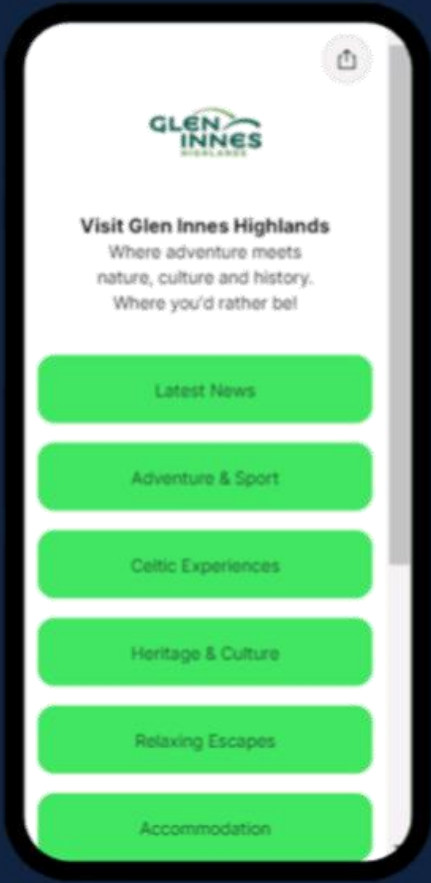 GLEN
INNES
HIGHLANDS
Visit Glen Innes Highlands
Where adventure meets
nature, culture and history.
Where you'd rather be!
Latest News
Adventure & Sport
Celtic Experiences
Heritage & Culture
Relaxing Escapes
Accommodation